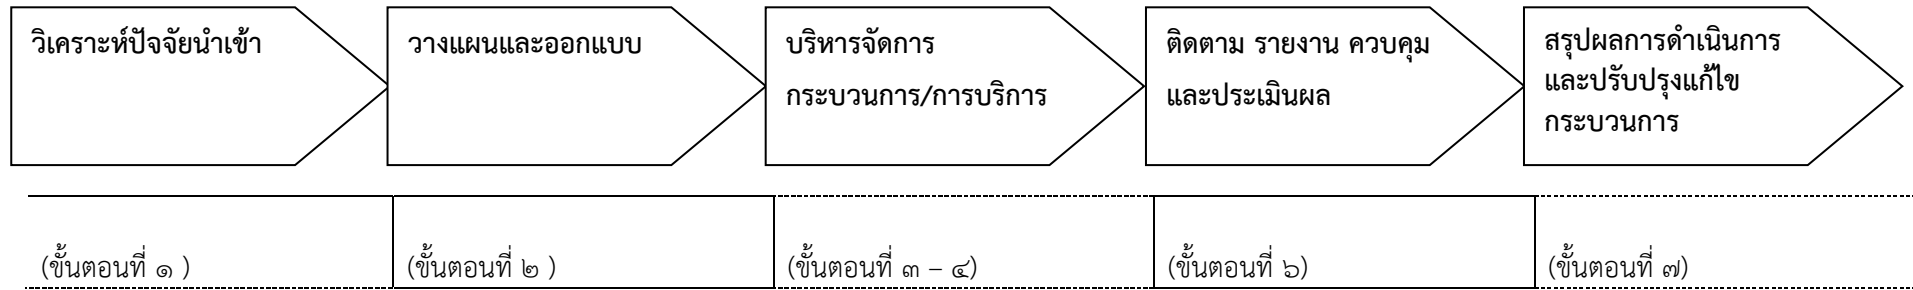 วิเคราะห์ปัจจัยนำเข้า
วางแผนและออกแบบ
บริหารจัดการ
กระบวนการ/การบริการ
ติดตาม รายงาน ควบคุม
และประเมินผล
สรุปผลการดำเนินการ
และปรับปรุงแก้ไข
กระบวนการ
(ขั้นตอนที่ ๑ )
(ขั้นตอนที่ ๒ )
(ขั้นตอนที่ ๓ – ๔)
(ขั้นตอนที่ ๖)
(ขั้นตอนที่ ๗)